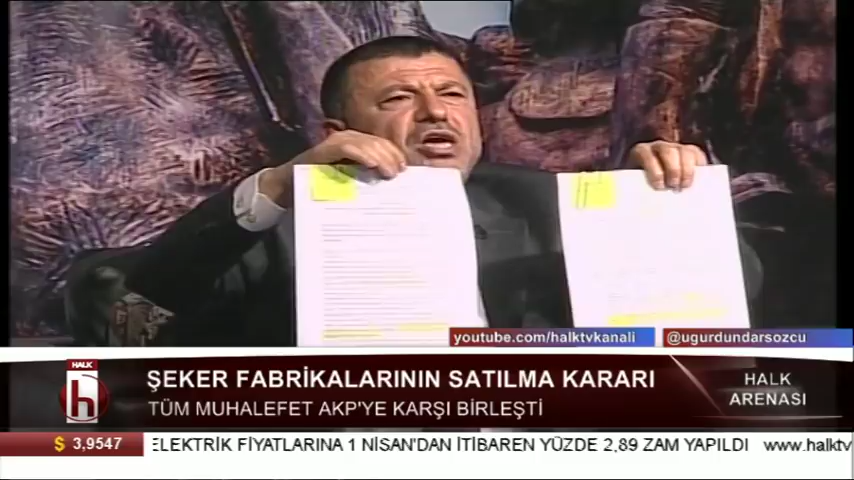 youtube.com/halktvkanali
@ugurdundarsozcu
HALK
h
ŞEKER FABRİKALARININ SATILMA KARARI
TÜM MUHALEFET AKP'YE KARŞI BİRLEŞTİ
HALK
ARENASI
$ 3,9547
ELEKTRİK FİYATLARINA 1 NİSAN'DAN İTİBAREN YÜZDE 2,89 ZAM YAPILDI www.halktv